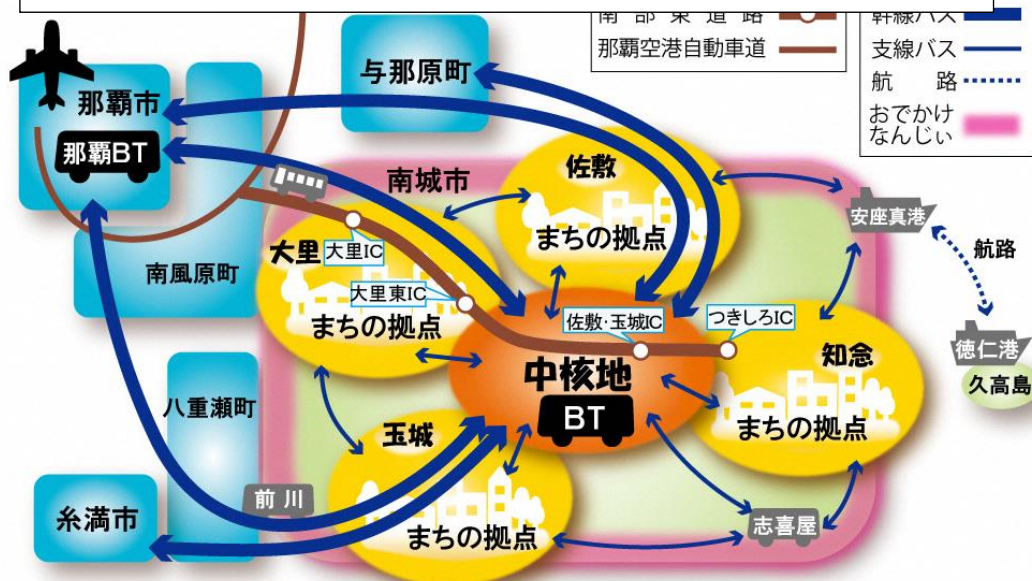 南部東道路
那覇空港自動車道
幹線バス
支線バス
航路
おでかけ
なんじぃ
与那原町
那覇市
那覇BT
南城市
佐敷
まちの拠点
安座真港
航路
大里
大里IC
南風原町
大里東IC
まちの拠点
佐敷・玉城IC
つきしろIC
徳仁港
久高島
中核地
BT
知念
まちの拠点
八重瀬町
玉城
まちの拠点
前川
糸満市
志喜屋